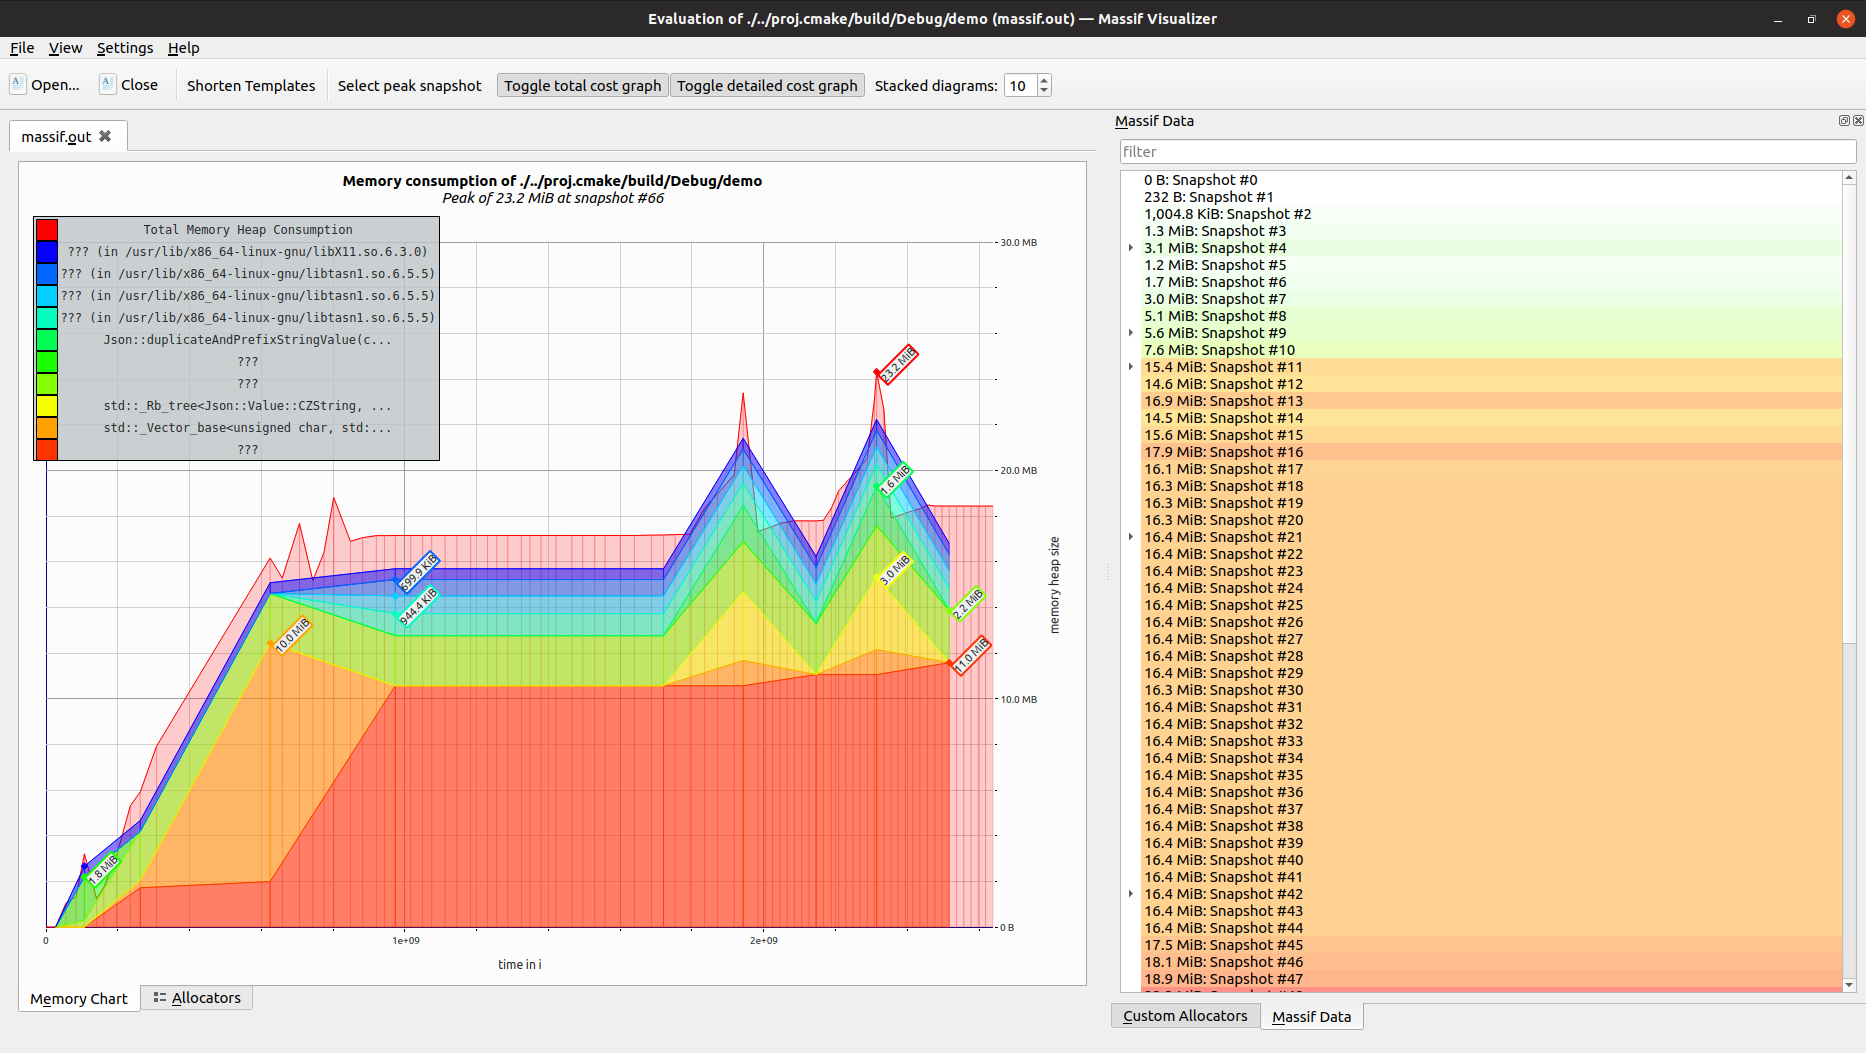 Evaluation of ./../proj.cmake/build/Debug/demo (massif.out) — Massif Visualizer
File View Settings Help
Open... Close Shorten Templates Select peak snapshot Toggle total cost graph Toggle detailed cost graph Stacked diagrams: 10
massif.out
Memory consumption of ./../proj.cmake/build/Debug/demo
Peak of 23.2 MiB at snapshot #66
Total Memory Heap Consumption
??? (in /usr/lib/x86_64-linux-gnu/libX11.so.6.3.0)
??? (in /usr/lib/x86_64-linux-gnu/libtasn1.so.6.5.5)
??? (in /usr/lib/x86_64-linux-gnu/libtasn1.so.6.5.5)
??? (in /usr/lib/x86_64-linux-gnu/libtasn1.so.6.5.5)
Json::duplicateAndPrefixStringValue(c...
???
???
std::_Rb_tree<Json::Value::CZString, ...
std::_Vector_base<unsigned char, std:...
???
30.0 MB
20.0 MB
10.0 MB
0 B
memory heap size
23.2 MiB
1.6 MiB
3.0 MiB
2.2 MiB
11.0 MiB
599.9 KiB
944.4 KiB
10.0 MiB
1.8 MiB
0
1e+09
2e+09
time in i
Memory Chart
Allocators
Massif Data
filter
0 B: Snapshot #0
232 B: Snapshot #1
1,004.8 KiB: Snapshot #2
1.3 MiB: Snapshot #3
3.1 MiB: Snapshot #4
1.2 MiB: Snapshot #5
1.7 MiB: Snapshot #6
3.0 MiB: Snapshot #7
5.1 MiB: Snapshot #8
5.6 MiB: Snapshot #9
7.6 MiB: Snapshot #10
15.4 MiB: Snapshot #11
14.6 MiB: Snapshot #12
16.9 MiB: Snapshot #13
14.5 MiB: Snapshot #14
15.6 MiB: Snapshot #15
17.9 MiB: Snapshot #16
16.1 MiB: Snapshot #17
16.3 MiB: Snapshot #18
16.3 MiB: Snapshot #19
16.3 MiB: Snapshot #20
16.4 MiB: Snapshot #21
16.4 MiB: Snapshot #22
16.4 MiB: Snapshot #23
16.4 MiB: Snapshot #24
16.4 MiB: Snapshot #25
16.4 MiB: Snapshot #26
16.4 MiB: Snapshot #27
16.4 MiB: Snapshot #28
16.4 MiB: Snapshot #29
16.3 MiB: Snapshot #30
16.4 MiB: Snapshot #31
16.4 MiB: Snapshot #32
16.4 MiB: Snapshot #33
16.4 MiB: Snapshot #34
16.4 MiB: Snapshot #35
16.4 MiB: Snapshot #36
16.4 MiB: Snapshot #37
16.4 MiB: Snapshot #38
16.4 MiB: Snapshot #39
16.4 MiB: Snapshot #40
16.4 MiB: Snapshot #41
16.4 MiB: Snapshot #42
16.4 MiB: Snapshot #43
16.4 MiB: Snapshot #44
17.5 MiB: Snapshot #45
18.1 MiB: Snapshot #46
18.9 MiB: Snapshot #47
Custom Allocators
Massif Data